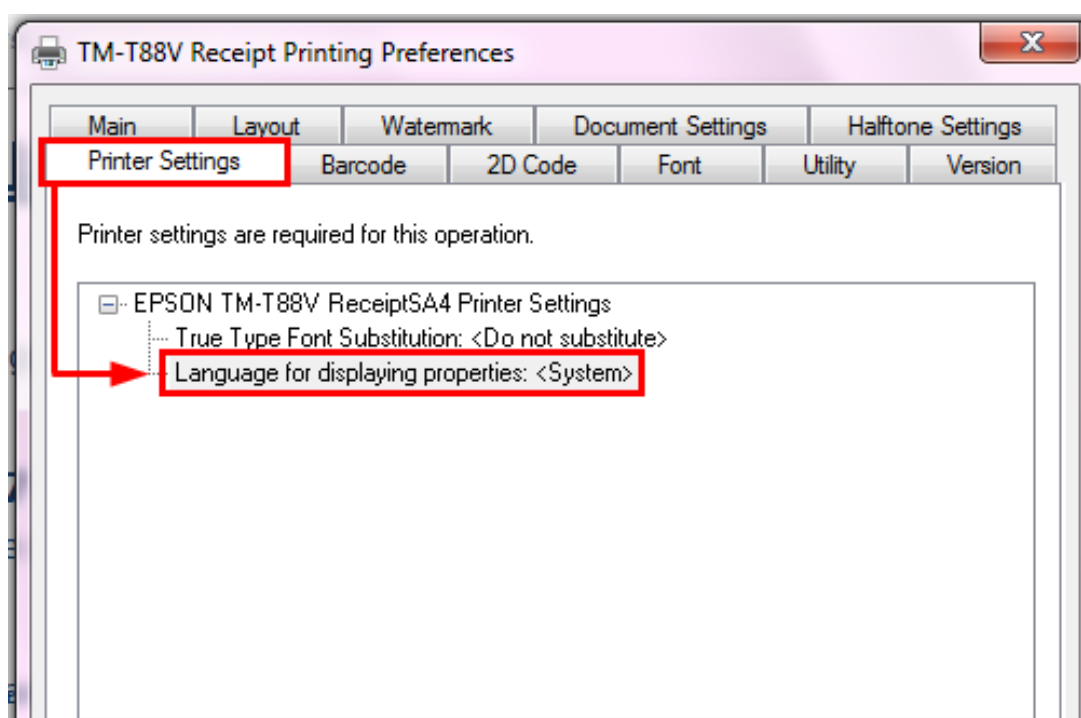 TM-T88V Receipt Printing Preferences
Main Layout Watermark Document Settings Halftone Settings
Printer Settings Barcode 2D Code Font Utility Version
Printer settings are required for this operation.
EPSON TM-T88V ReceiptSA4 Printer Settings
True Type Font Substitution: <Do not substitute>
Language for displaying properties: <System>